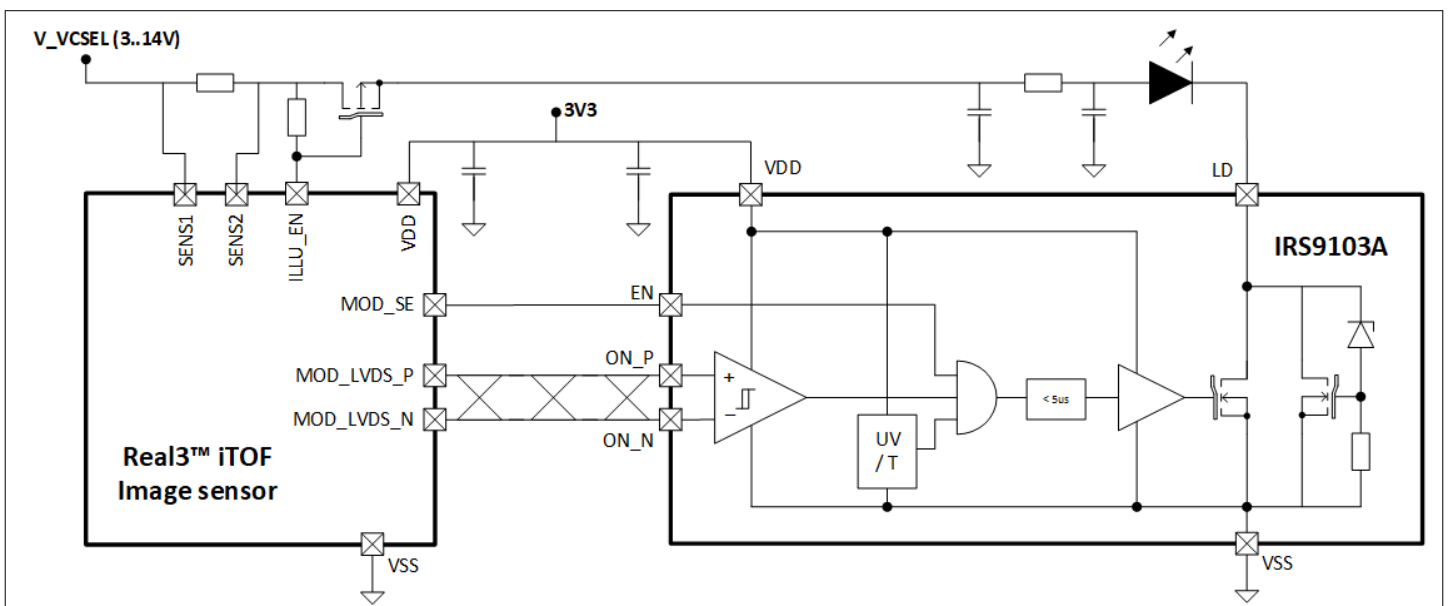 V_VCSEL (3..14V)
3V3
VDD
LD
SENS1
SENS2
ILLU_EN
VDD
IRS9103A
MOD_SE
EN
MOD_LVDS_P
ON_P
+
< 5us
MOD_LVDS_N
ON_N
−
UV
/ T
Real3™ iTOF
Image sensor
VSS
VSS